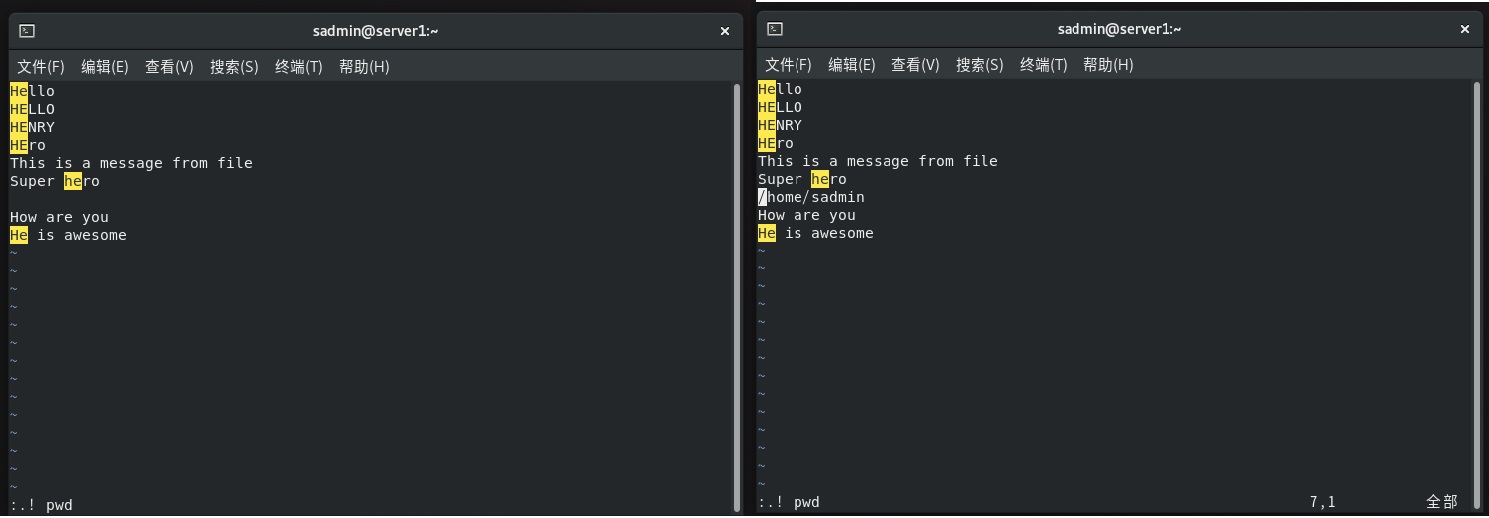 sadmin@server1:~
文件(F) 编辑(E) 查看(V) 搜索(S) 终端(T) 帮助(H)
Hello
HELLO
HENRY
HEro
This is a message from file
Super hero
How are you
He is awesome
~
~
~
~
~
~
~
~
~
~
~
~
~
~
:.! pwd
sadmin@server1:~
文件(F) 编辑(E) 查看(V) 搜索(S) 终端(T) 帮助(H)
Hello
HELLO
HENRY
HEro
This is a message from file
Super hero
/home/sadmin
How are you
He is awesome
~
~
~
~
~
~
~
~
~
~
~
~
~
~
:.! pwd 7,1 全部